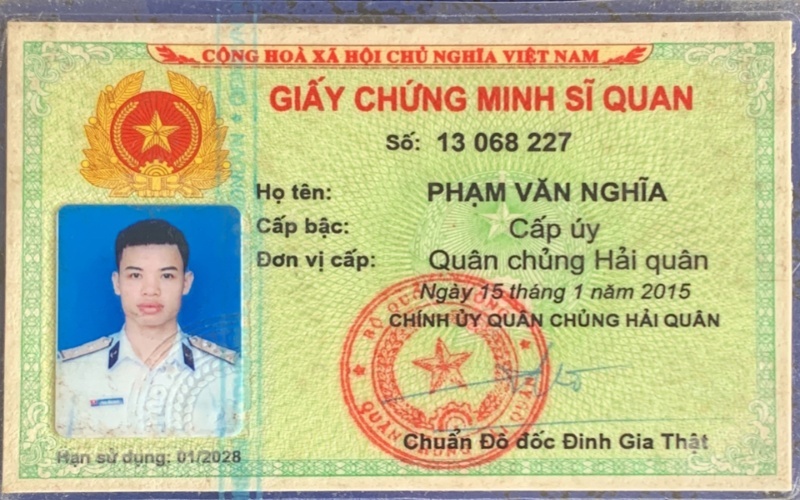 CỘNG HOÀ XÃ HỘI CHỦ NGHĨA VIỆT NAM
GIẤY CHỨNG MINH SĨ QUAN
Số: 13 068 227
Họ tên: PHẠM VĂN NGHĨA
Cấp bậc: Cấp úy
Đơn vị cấp: Quân chủng Hải quân
Ngày 15 tháng 1 năm 2015
CHÍNH ỦY QUÂN CHỦNG HẢI QUÂN
Chuẩn Đô đốc Đinh Gia Thật
Hạn sử dụng: 01/2028